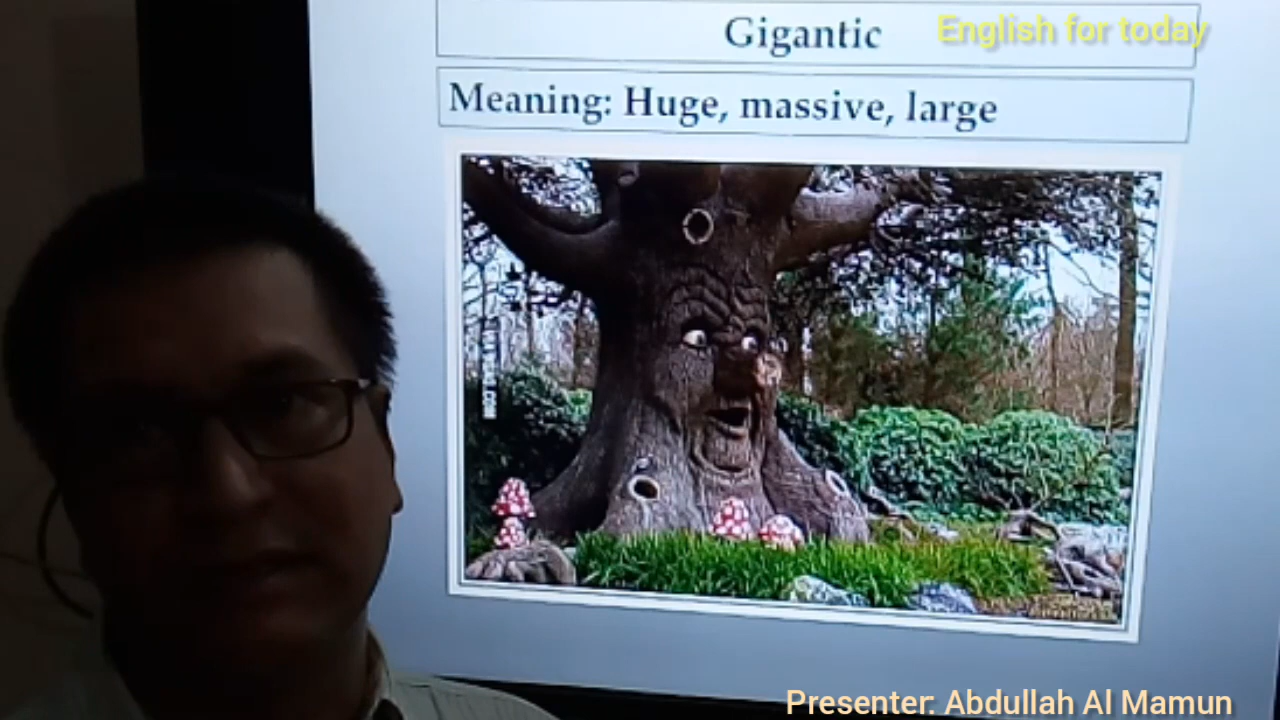 Gigantic
English for today
Meaning: Huge, massive, large
Presenter: Abdullah Al Mamun